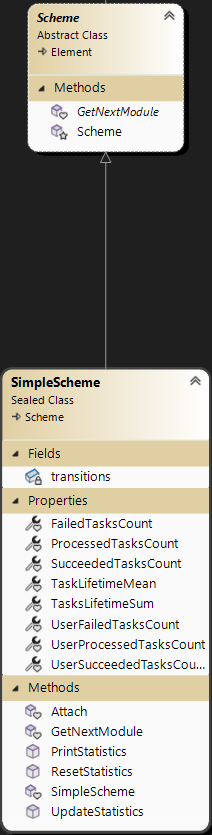 Scheme
Abstract Class
Element
Methods
GetNextModule
Scheme
SimpleScheme
Sealed Class
Scheme
Fields
transitions
Properties
FailedTasksCount
ProcessedTasksCount
SucceededTasksCount
TaskLifetimeMean
TasksLifetimeSum
UserFailedTasksCount
UserProcessedTasksCount
UserSucceededTasksCou...
Methods
Attach
GetNextModule
PrintStatistics
ResetStatistics
SimpleScheme
UpdateStatistics